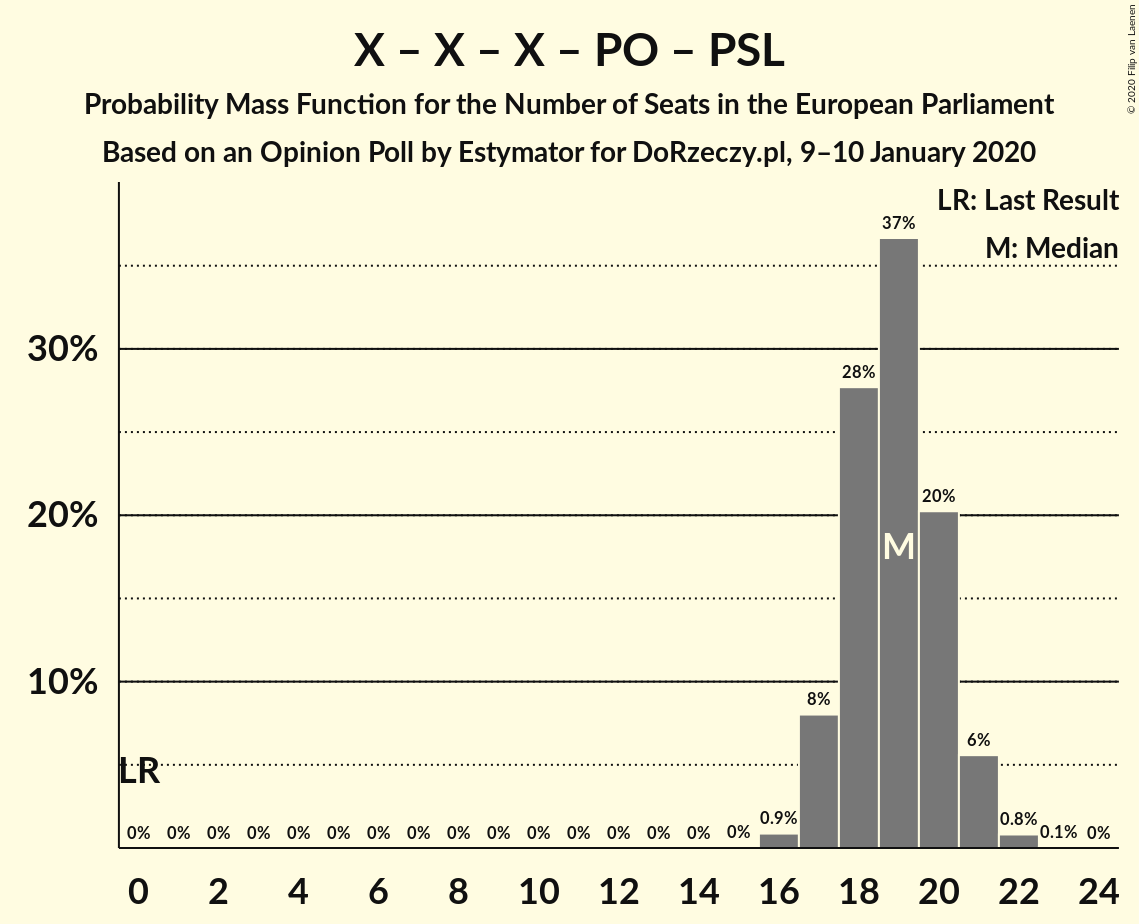 X – X – X – PO – PSL
Probability Mass Function for the Number of Seats in the European Parliament
Based on an Opinion Poll by Estymator for DoRzeczy.pl, 9–10 January 2020
© 2020 Filip van Laenen
LR: Last Result
M: Median
37%
30%
28%
20%
20%
M
10%
8%
6%
LR
0% 0% 0% 0% 0% 0% 0% 0% 0% 0% 0% 0% 0% 0% 0% 0% 0.9% 0.8% 0.1% 0%
0 2 4 6 8 10 12 14 16 18 20 22 24